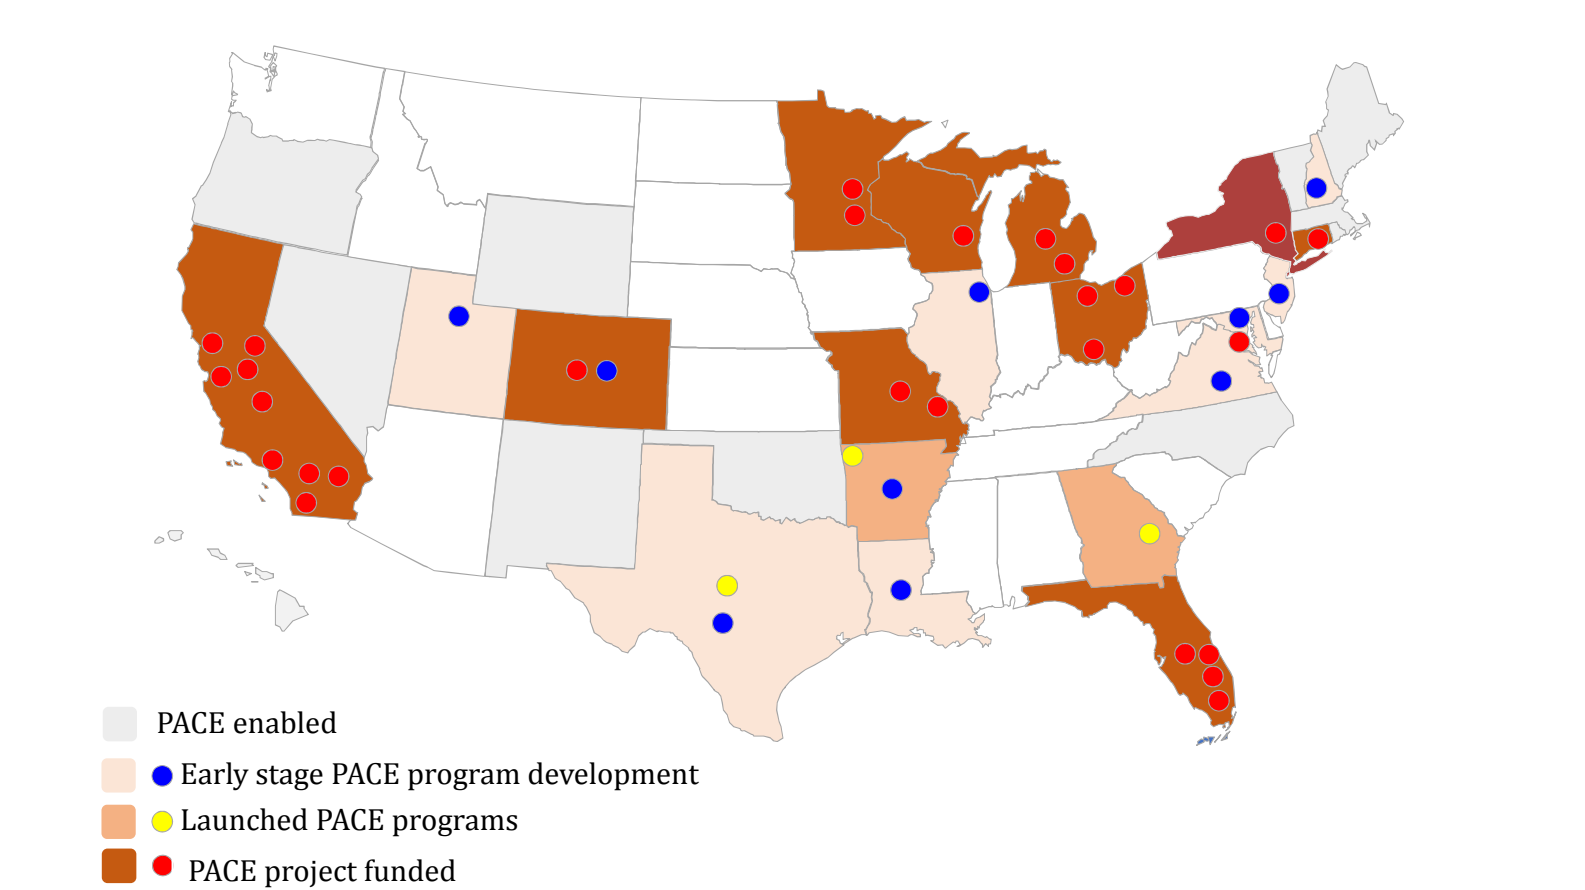 PACE enabled
Early stage PACE program development
Launched PACE programs
PACE project funded